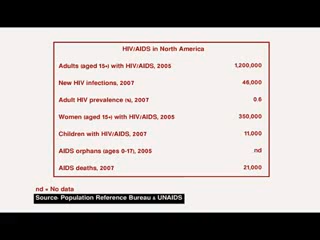 HIV/AIDS in North America
Adults (aged 15+) with HIV/AIDS, 2005 1,200,000
New HIV infections, 2007 46,000
Adult HIV prevalence (%), 2007 0.6
Women (aged 15+) with HIV/AIDS, 2005 350,000
Children with HIV/AIDS, 2007 11,000
AIDS orphans (ages 0-17), 2005 nd
AIDS deaths, 2007 21,000
nd = No data
Source: Population Reference Bureau & UNAIDS